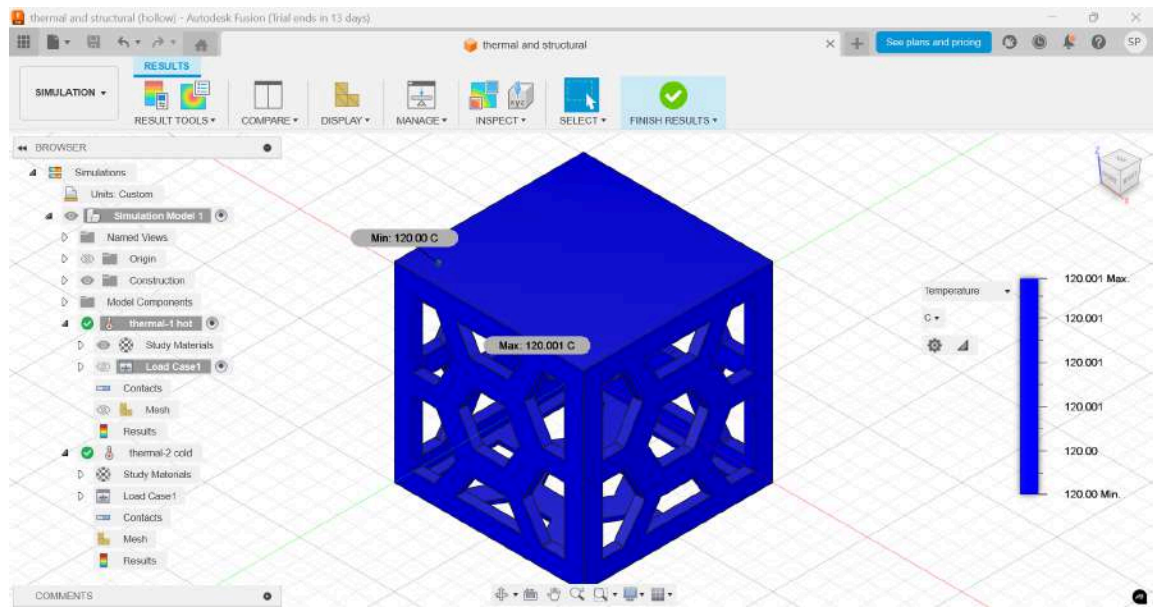 thermal and structural (hollow) - Autodesk Fusion (Trial ends in 13 days)
thermal and structural
See plans and pricing
SP
SIMULATION
RESULTS
RESULT TOOLS
COMPARE
DISPLAY
MANAGE
INSPECT
SELECT
FINISH RESULTS
BROWSER
Simulations
Units: Custom
Simulation Model 1
Named Views
Origin
Construction
Model Components
thermal-1 hot
Study Materials
Load Case1
Contacts
Mesh
Results
thermal-2 cold
Study Materials
Load Case1
Contacts
Mesh
Results
COMMENTS
Min: 120.00 C
Max: 120.001 C
Z
Temperature
C
120.001 Max.
120.001
120.001
120.001
120.00
120.00 Min.